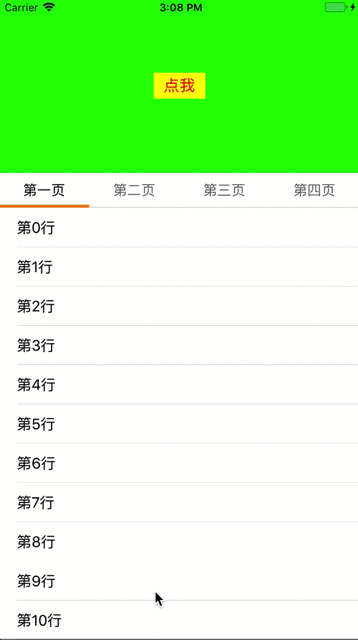 Carrier 3:08 PM
点我
第一页 第二页 第三页 第四页
第0行
第1行
第2行
第3行
第4行
第5行
第6行
第7行
第8行
第9行
第10行